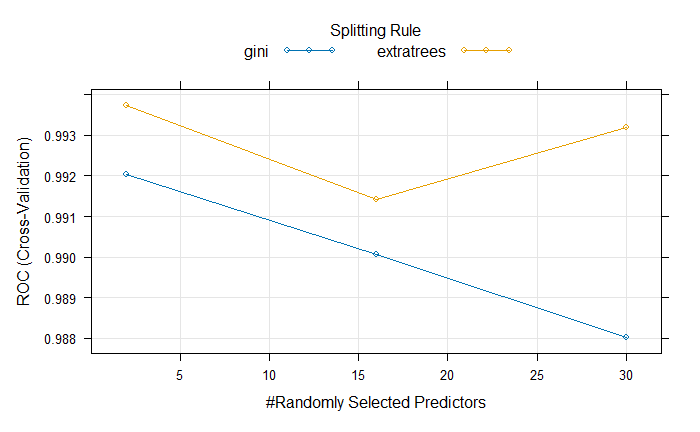 Splitting Rule
gini extratrees
0.993
0.992
0.991
0.990
0.989
0.988
ROC (Cross-Validation)
5 10 15 20 25 30
#Randomly Selected Predictors